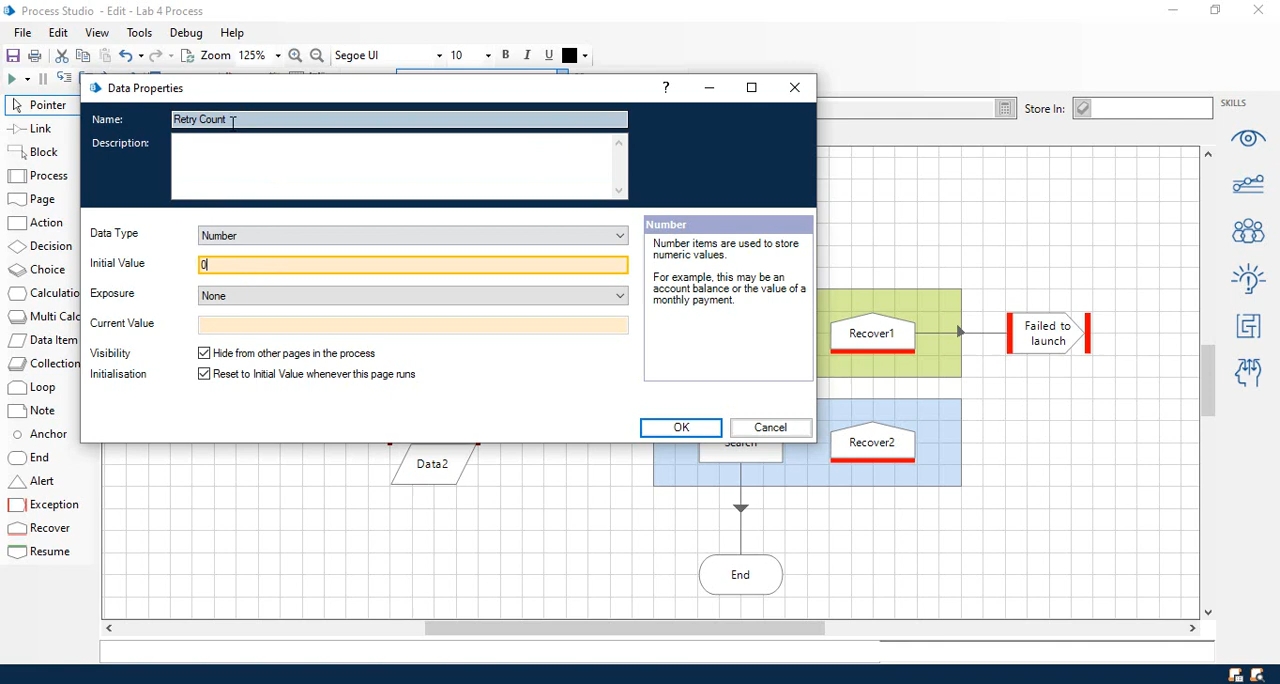 Process Studio - Edit - Lab 4 Process
File Edit View Tools Debug Help
Zoom 125% Segoe UI 10 B I U
Data Properties ?
Pointer
Link
Block
Process
Page
Action
Decision
Choice
Calculatio
Multi Calc
Data Item
Collection
Loop
Note
Anchor
End
Alert
Exception
Recover
Resume
Name: Retry Count
Description:
Data Type Number
Initial Value 0
Exposure None
Current Value
Visibility Hide from other pages in the process
Initialisation Reset to Initial Value whenever this page runs
Number
Number items are used to store
numeric values.
For example, this may be an
account balance or the value of a
monthly payment.
OK Cancel
Store In:
SKILLS
Recover1
Failed to
launch
Search
Recover2
Data2
End